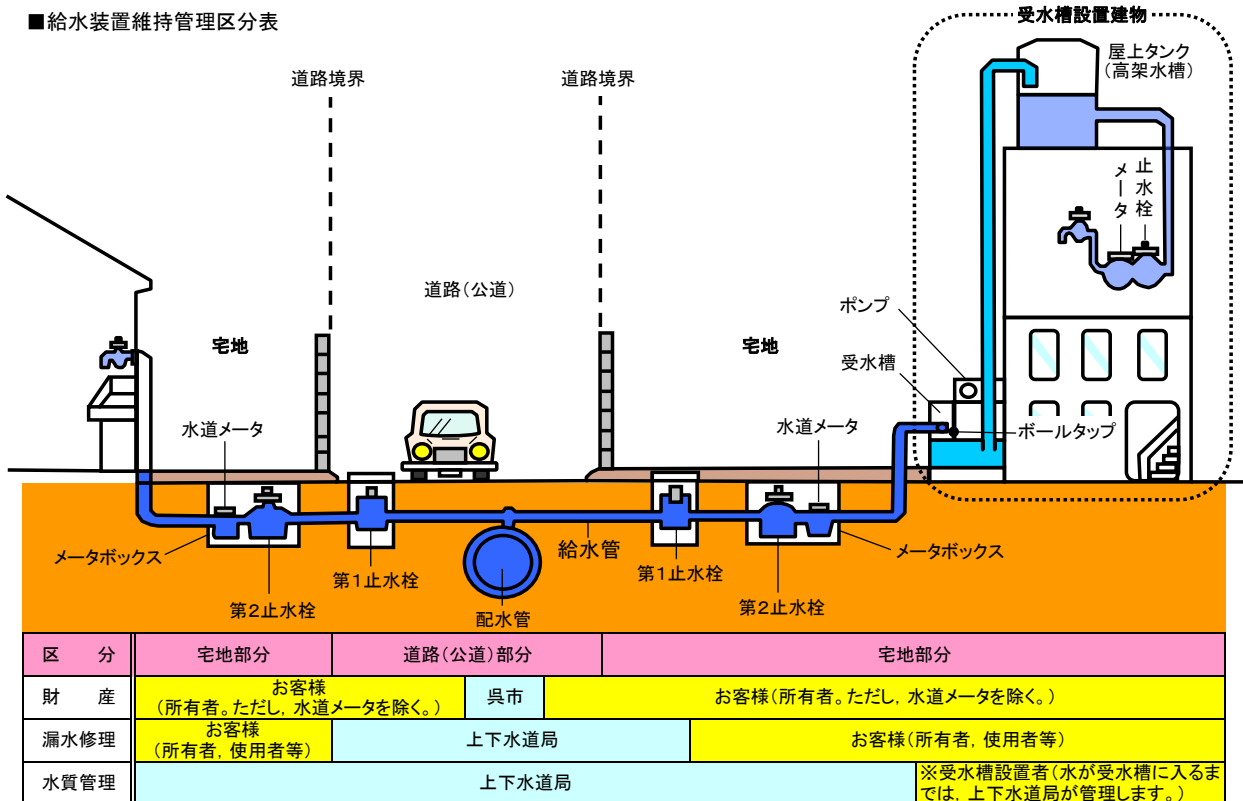 ■給水装置維持管理区分表
受水槽設置建物
屋上タンク
(高架水槽)
道路境界
道路境界
止水栓
メータ
道路(公道)
ポンプ
宅地
宅地
受水槽
水道メータ
水道メータ
ボールタップ
メータボックス
第1止水栓
第2止水栓
配水管
給水管
第1止水栓
第2止水栓
メータボックス
区 分 宅地部分 道路(公道)部分 宅地部分
財 産 お客様
(所有者。ただし, 水道メータを除く。) 呉市 お客様(所有者。ただし, 水道メータを除く。)
漏水修理 お客様
(所有者, 使用者等) 上下水道局 お客様(所有者, 使用者等)
水質管理 上下水道局 ※受水槽設置者(水が受水槽に入るま
では, 上下水道局が管理します。)